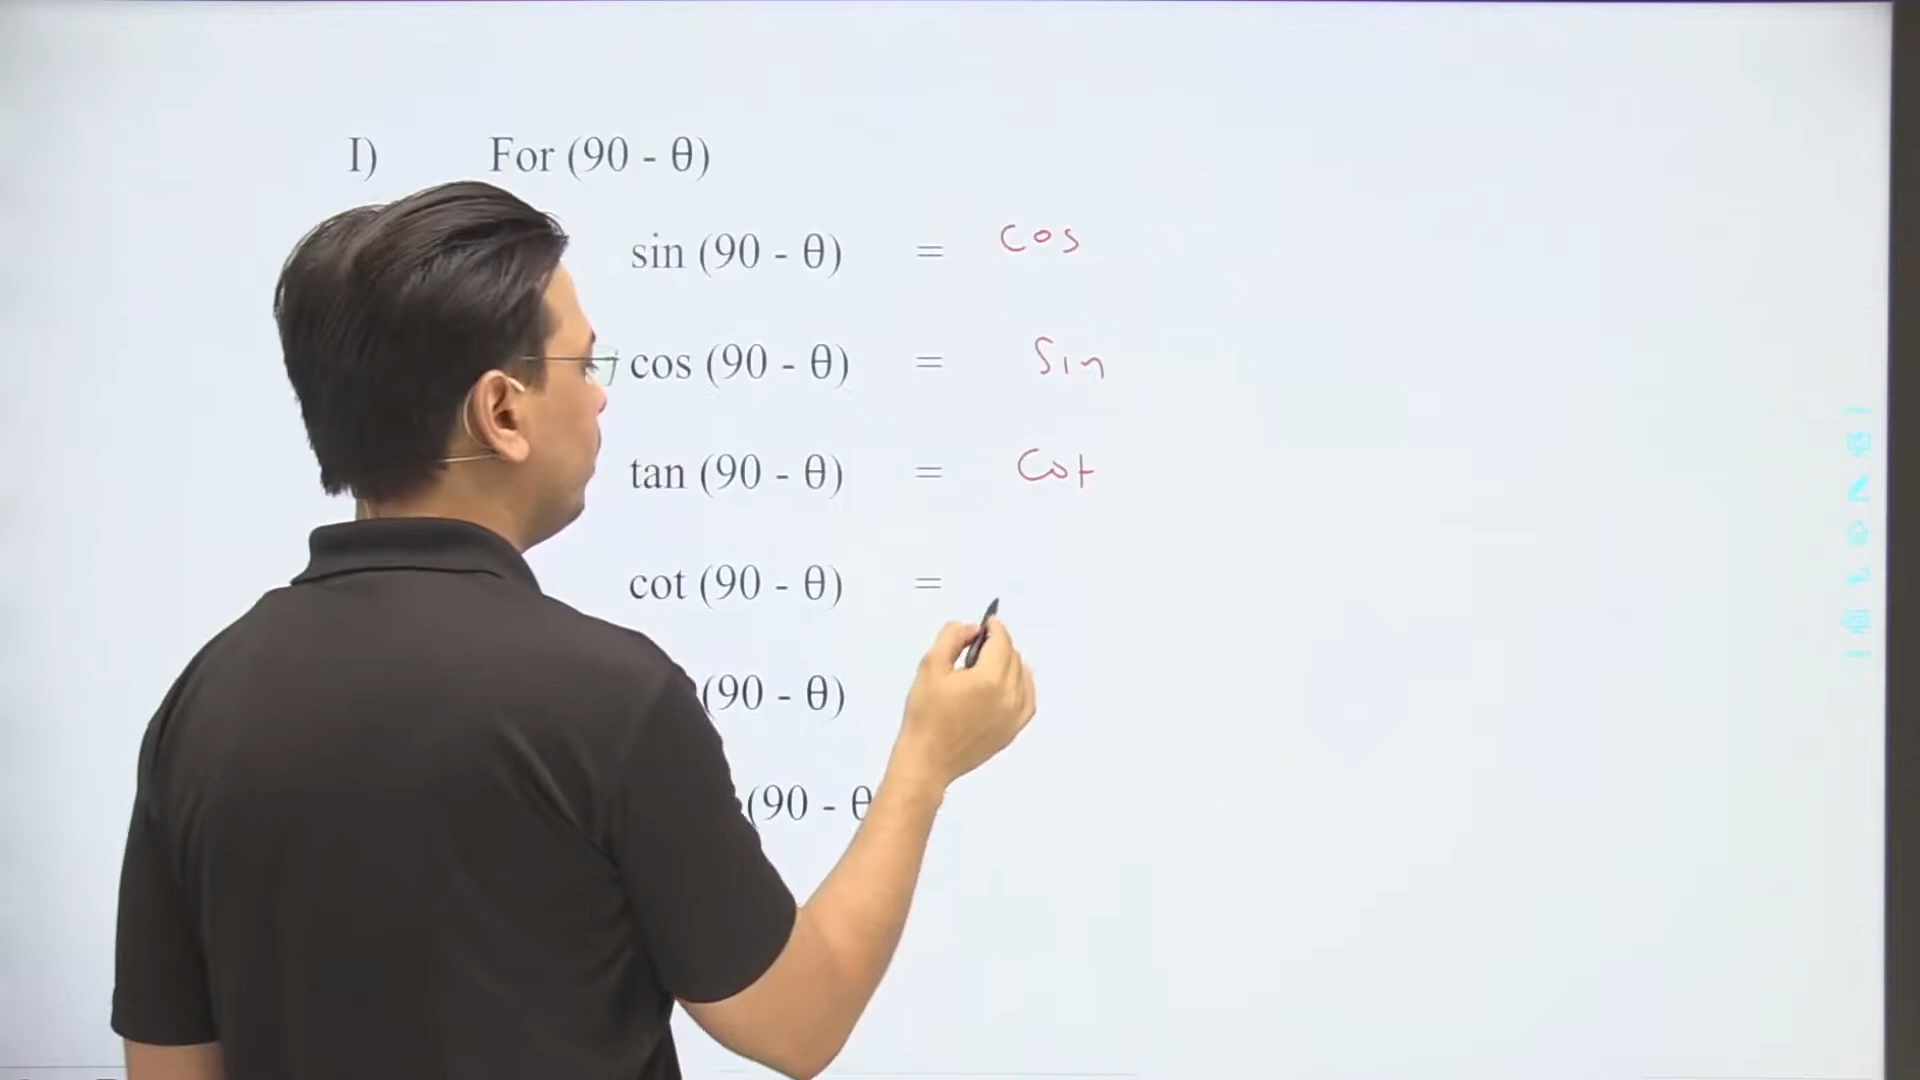 I) For (90 - θ)
sin (90 - θ) = cos
cos (90 - θ) = Sin
tan (90 - θ) = Cot
cot (90 - θ) =
(90 - θ)
(90 - θ